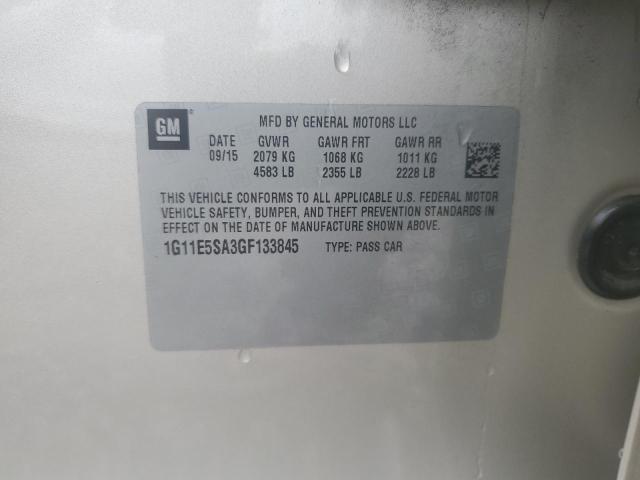 GM
MFD BY GENERAL MOTORS LLC
DATE GVWR GAWR FRT GAWR RR
09/15 2079 KG 1068 KG 1011 KG
4583 LB 2355 LB 2228 LB
THIS VEHICLE CONFORMS TO ALL APPLICABLE U.S. FEDERAL MOTOR
VEHICLE SAFETY, BUMPER, AND THEFT PREVENTION STANDARDS IN
EFFECT ON THE DATE OF MANUFACTURE SHOWN ABOVE.
1G11E5SA3GF133845 TYPE: PASS CAR